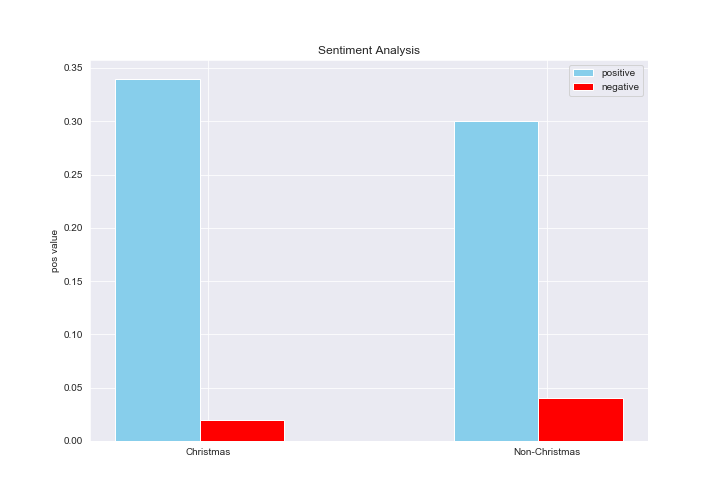 Sentiment Analysis
positive
negative
0.35
0.30
0.25
0.20
0.15
0.10
0.05
0.00
pos value
Christmas
Non-Christmas